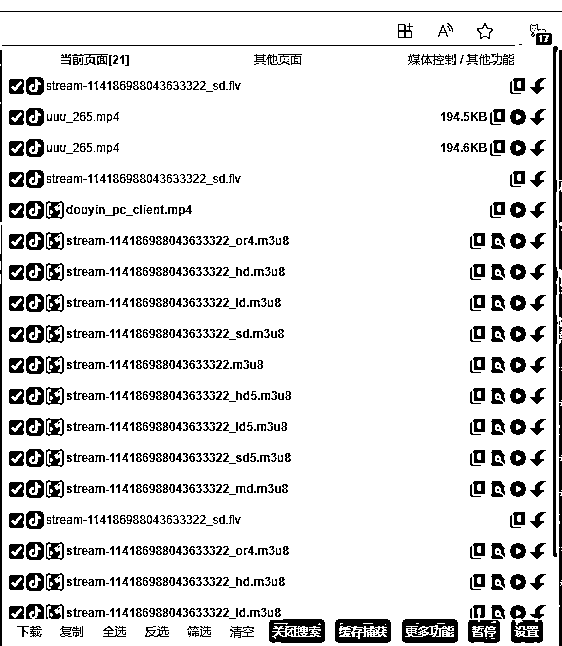 17
当前页面[21] 其他页面 媒体控制 / 其他功能
stream-114186988043633322_sd.flv
uuu_265.mp4 194.5KB
uuu_265.mp4 194.6KB
stream-114186988043633322_sd.flv
douyin_pc_client.mp4
stream-114186988043633322_or4.m3u8
stream-114186988043633322_hd.m3u8
stream-114186988043633322_ld.m3u8
stream-114186988043633322_sd.m3u8
stream-114186988043633322.m3u8
stream-114186988043633322_hd5.m3u8
stream-114186988043633322_ld5.m3u8
stream-114186988043633322_sd5.m3u8
stream-114186988043633322_md.m3u8
stream-114186988043633322_sd.flv
stream-114186988043633322_or4.m3u8
stream-114186988043633322_hd.m3u8
stream-114186988043633322_ld.m3u8
下载 复制 全选 反选 筛选 清空 关闭搜索 缓存捕获 更多功能 暂停 设置